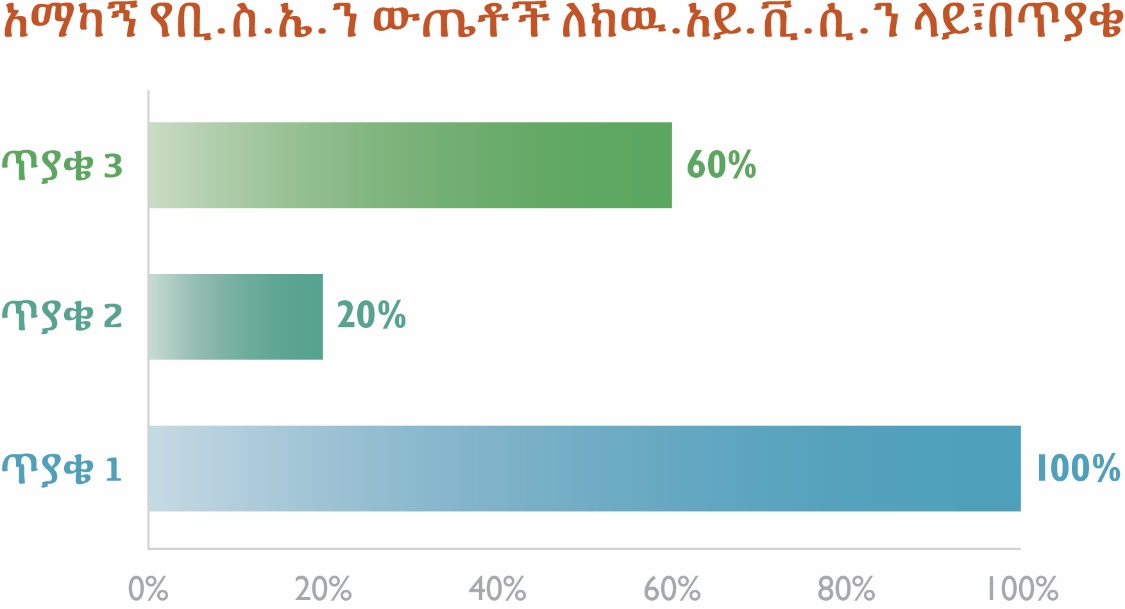 አማካኝ የቢ.ስ.ኤ.ን ውጤቶች ለክዉ.አይ.ቪ.ሲ.ን ላይ፣በጥያቄ
ጥያቄ 3 60%
ጥያቄ 2 20%
ጥያቄ 1 100%
0% 20% 40% 60% 80% 100%